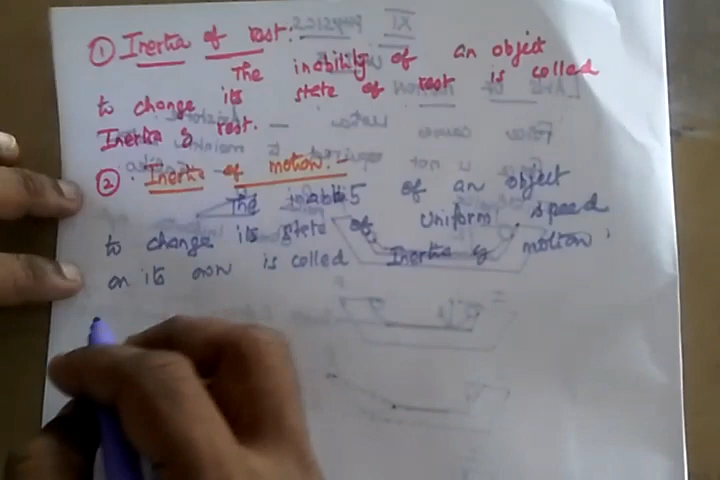 ① Inertia of rest:
The inability of an object
to change its state of rest is called
Inertia of rest.
② Inertia of motion:-
The inability of an object
to change its state of Uniform speed
on its own is called Inertia of motion.